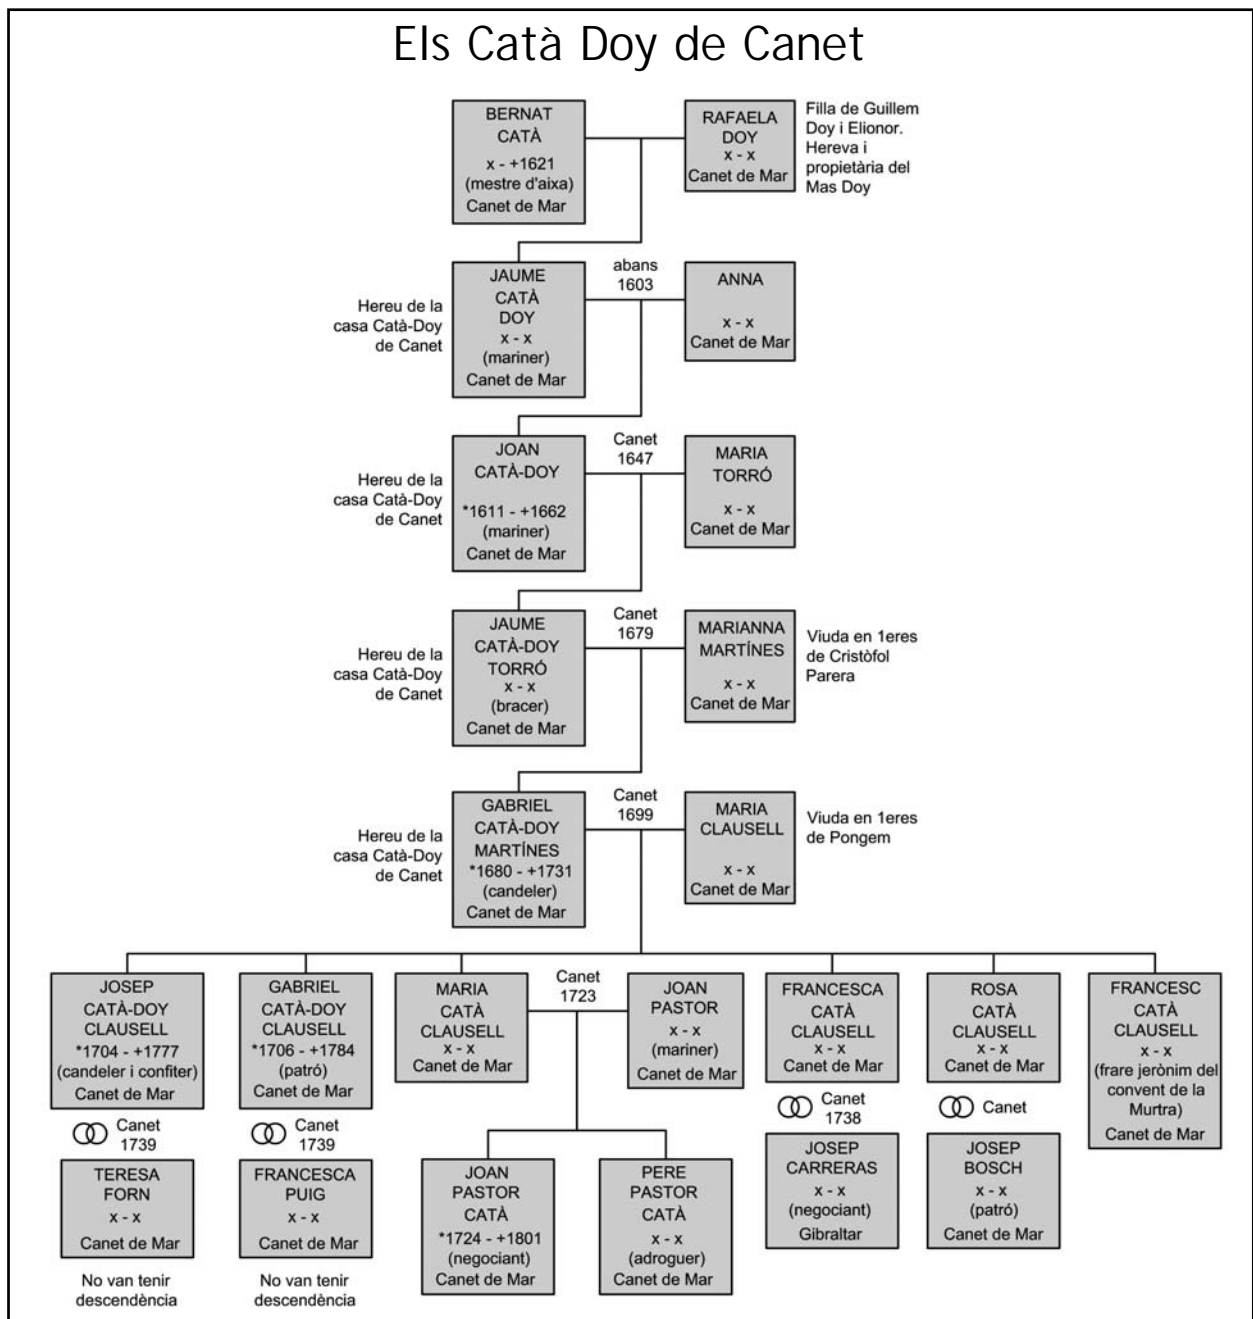 Els Catà Doy de Canet
BERNAT
CATÀ
x - +1621
(mestre d'aixa)
Canet de Mar
RAFAELA
DOY
x - x
Canet de Mar
Filla de Guillem
Doy i Elionor.
Hereva i
propietària del
Mas Doy
Hereu de la
casa Catà-Doy
de Canet
JAUME
CATÀ
DOY
x - x
(mariner)
Canet de Mar
abans
1603
ANNA
x - x
Canet de Mar
Hereu de la
casa Catà-Doy
de Canet
JOAN
CATÀ-DOY
*1611 - +1662
(mariner)
Canet de Mar
Canet
1647
MARIA
TORRÓ
x - x
Canet de Mar
Hereu de la
casa Catà-Doy
de Canet
JAUME
CATÀ-DOY
TORRÓ
x - x
(bracer)
Canet de Mar
Canet
1679
MARIANNA
MARTÍNES
x - x
Canet de Mar
Viuda en 1eres
de Cristòfol
Parera
Hereu de la
casa Catà-Doy
de Canet
GABRIEL
CATÀ-DOY
MARTÍNES
*1680 - +1731
(candeler)
Canet de Mar
Canet
1699
MARIA
CLAUSELL
x - x
Canet de Mar
Viuda en 1eres
de Pongem
JOSEP
CATÀ-DOY
CLAUSELL
*1704 - +1777
(candeler i confiter)
Canet de Mar
Canet
1739
TERESA
FORN
x - x
Canet de Mar
No van tenir
descendència
GABRIEL
CATÀ-DOY
CLAUSELL
*1706 - +1784
(patró)
Canet de Mar
Canet
1739
FRANCESCA
PUIG
x - x
Canet de Mar
No van tenir
descendència
MARIA
CATÀ
CLAUSELL
x - x
Canet de Mar
Canet
1723
JOAN
PASTOR
x - x
(mariner)
Canet de Mar
JOAN
PASTOR
CATÀ
*1724 - +1801
(negociant)
Canet de Mar
PERE
PASTOR
CATÀ
x - x
(adroguer)
Canet de Mar
FRANCESCA
CATÀ
CLAUSELL
x - x
Canet de Mar
Canet
1738
JOSEP
CARRERAS
x - x
(negociant)
Gibraltar
ROSA
CATÀ
CLAUSELL
x - x
Canet de Mar
Canet
JOSEP
BOSCH
x - x
(patró)
Canet de Mar
FRANCESC
CATÀ
CLAUSELL
x - x
(frare jerònim del
convent de la
Murtra)
Canet de Mar